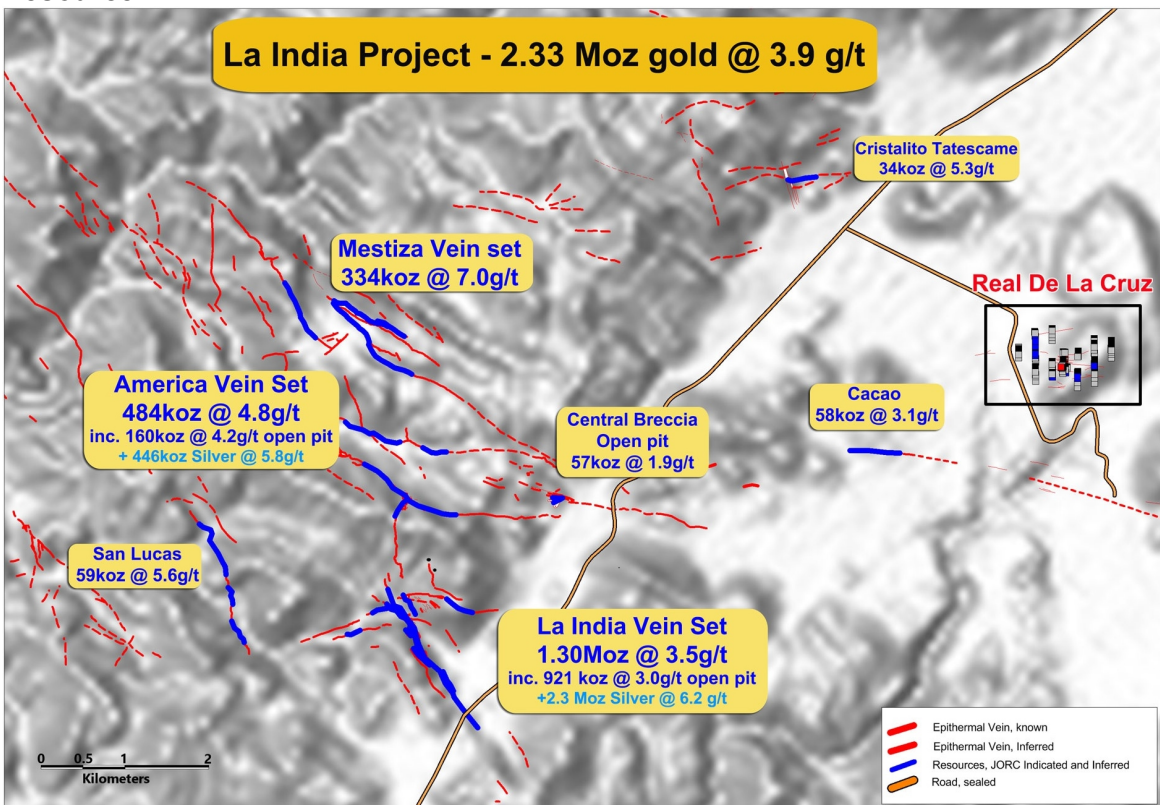 La India Project - 2.33 Moz gold @ 3.9 g/t
Cristalito Tatescame
34koz @ 5.3g/t
Mestiza Vein set
334koz @ 7.0g/t
Real De La Cruz
America Vein Set
484koz @ 4.8g/t
inc. 160koz @ 4.2g/t open pit
+ 446koz Silver @ 5.8g/t
Cacao
58koz @ 3.1g/t
Central Breccia
Open pit
57koz @ 1.9g/t
San Lucas
59koz @ 5.6g/t
La India Vein Set
1.30Moz @ 3.5g/t
inc. 921 koz @ 3.0g/t open pit
+2.3 Moz Silver @ 6.2 g/t
Epithermal Vein, known
Epithermal Vein, Inferred
Resources, JORC Indicated and Inferred
Road, sealed
0 0.5 1 2
Kilometers